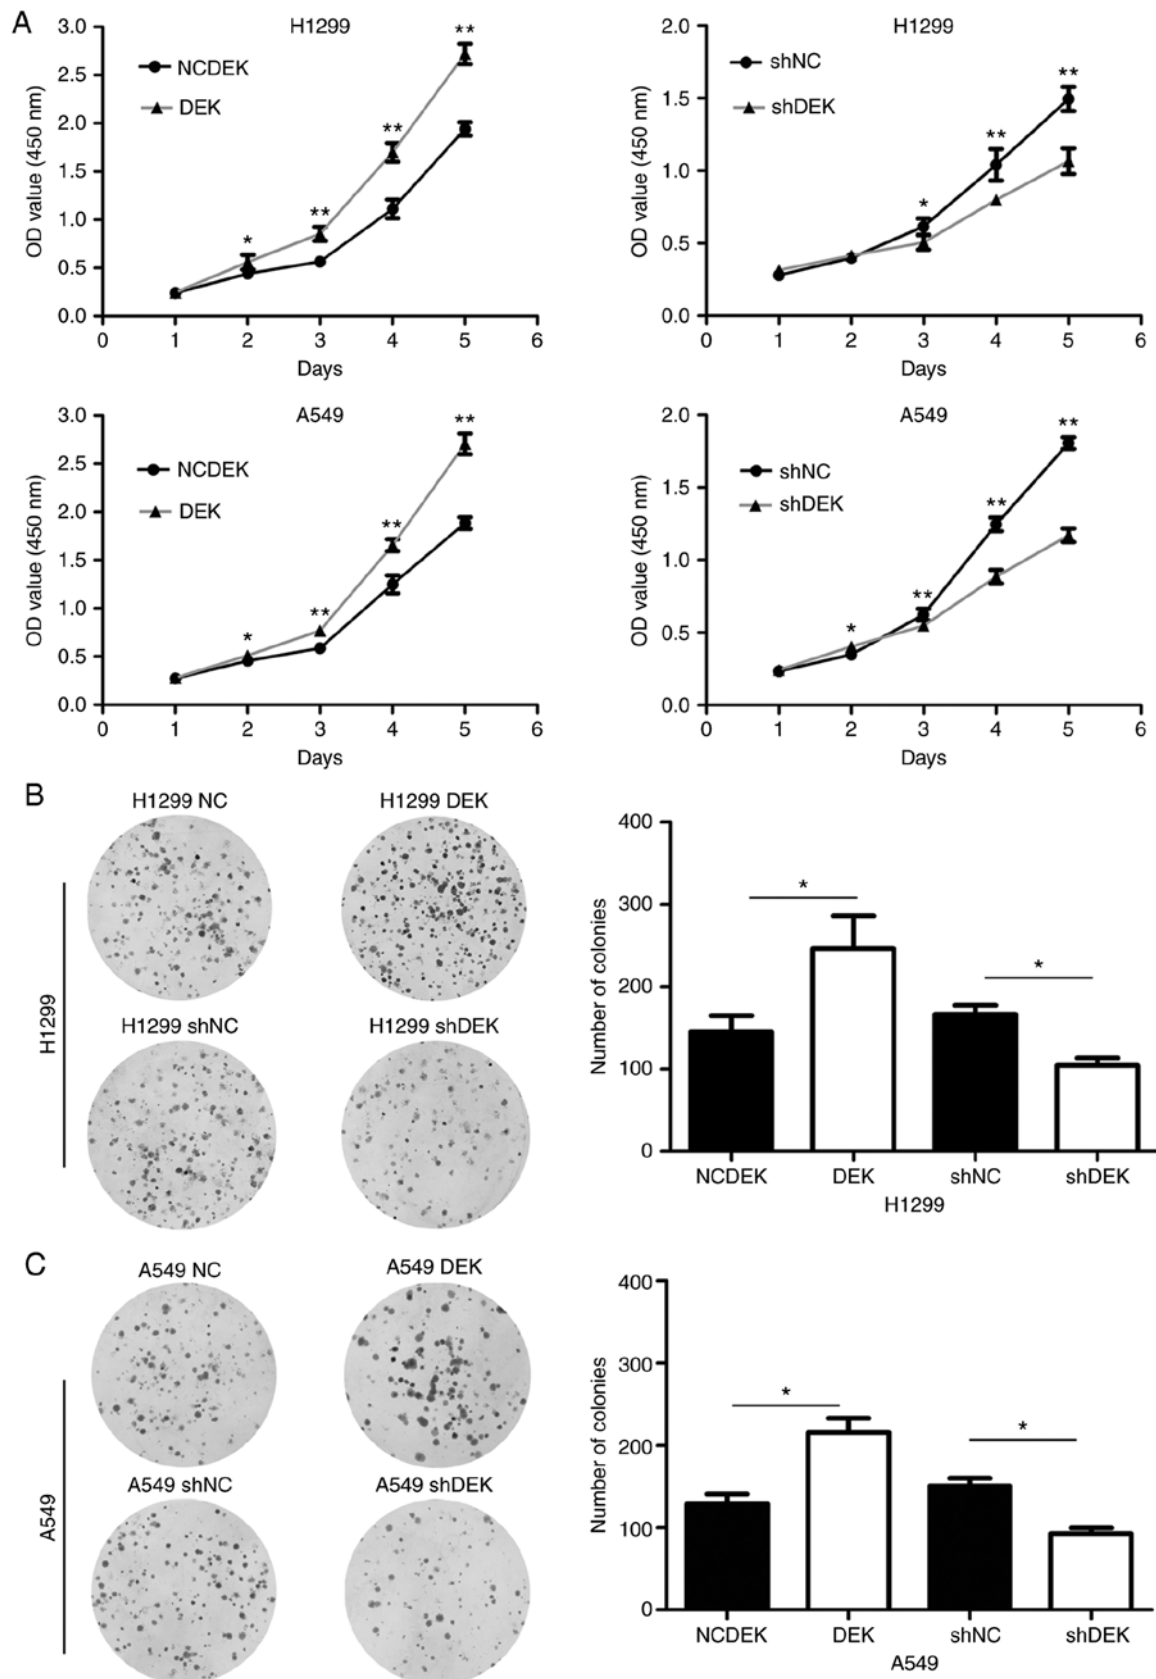 A
H1299
NCDEK
DEK
OD value (450 nm)
3.0
2.5
2.0
1.5
1.0
0.5
0.0
*
**
**
**
0 1 2 3 4 5 6
Days
H1299
shNC
shDEK
OD value (450 nm)
2.0
1.5
1.0
0.5
0.0
*
**
**
0 1 2 3 4 5 6
Days
A549
NCDEK
DEK
OD value (450 nm)
3.0
2.5
2.0
1.5
1.0
0.5
0.0
*
**
**
**
0 1 2 3 4 5 6
Days
A549
shNC
shDEK
OD value (450 nm)
2.0
1.5
1.0
0.5
0.0
*
**
**
**
0 1 2 3 4 5 6
Days
B
H1299
H1299 NC
H1299 DEK
H1299 shNC
H1299 shDEK
Number of colonies
400
300
200
100
0
*
*
NCDEK DEK shNC shDEK
H1299
C
A549
A549 NC
A549 DEK
A549 shNC
A549 shDEK
Number of colonies
400
300
200
100
0
*
*
NCDEK DEK shNC shDEK
A549